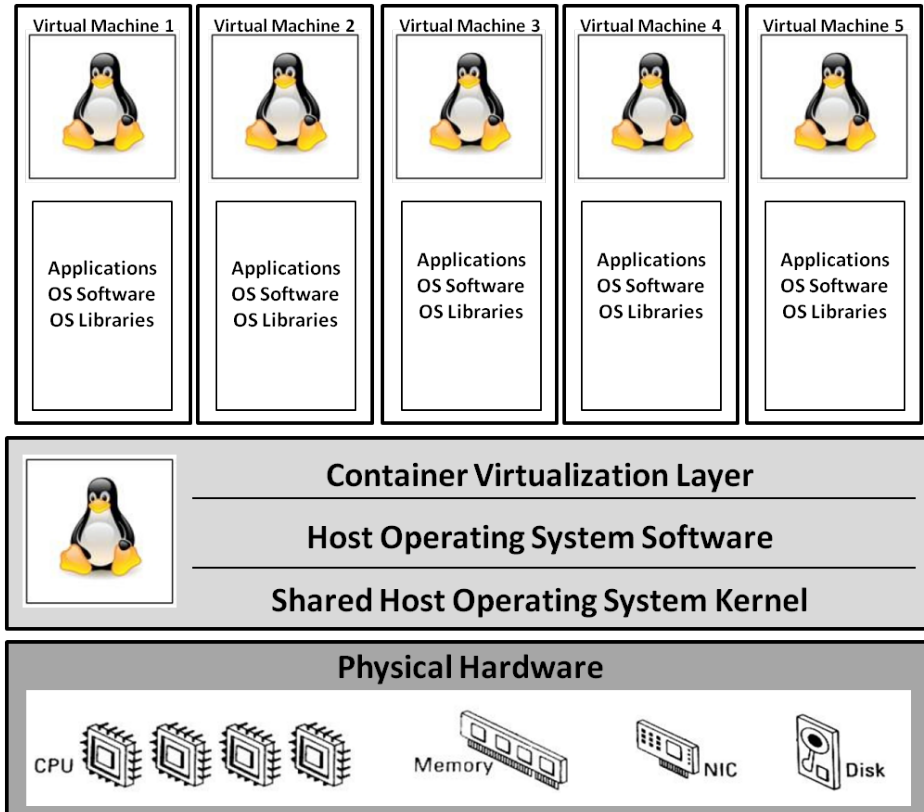 Virtual Machine 1
Virtual Machine 2
Virtual Machine 3
Virtual Machine 4
Virtual Machine 5
Applications
OS Software
OS Libraries
Applications
OS Software
OS Libraries
Applications
OS Software
OS Libraries
Applications
OS Software
OS Libraries
Applications
OS Software
OS Libraries
Container Virtualization Layer
Host Operating System Software
Shared Host Operating System Kernel
Physical Hardware
CPU
Memory
NIC
Disk